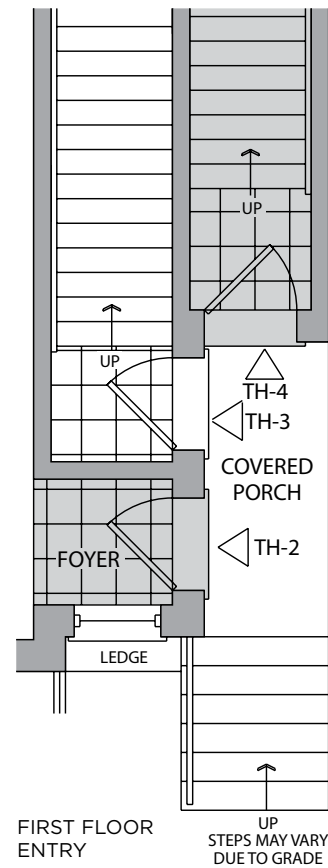 UP
UP
TH-4
TH-3
COVERED
PORCH
TH-2
FOYER
LEDGE
FIRST FLOOR
ENTRY
UP
STEPS MAY VARY
DUE TO GRADE